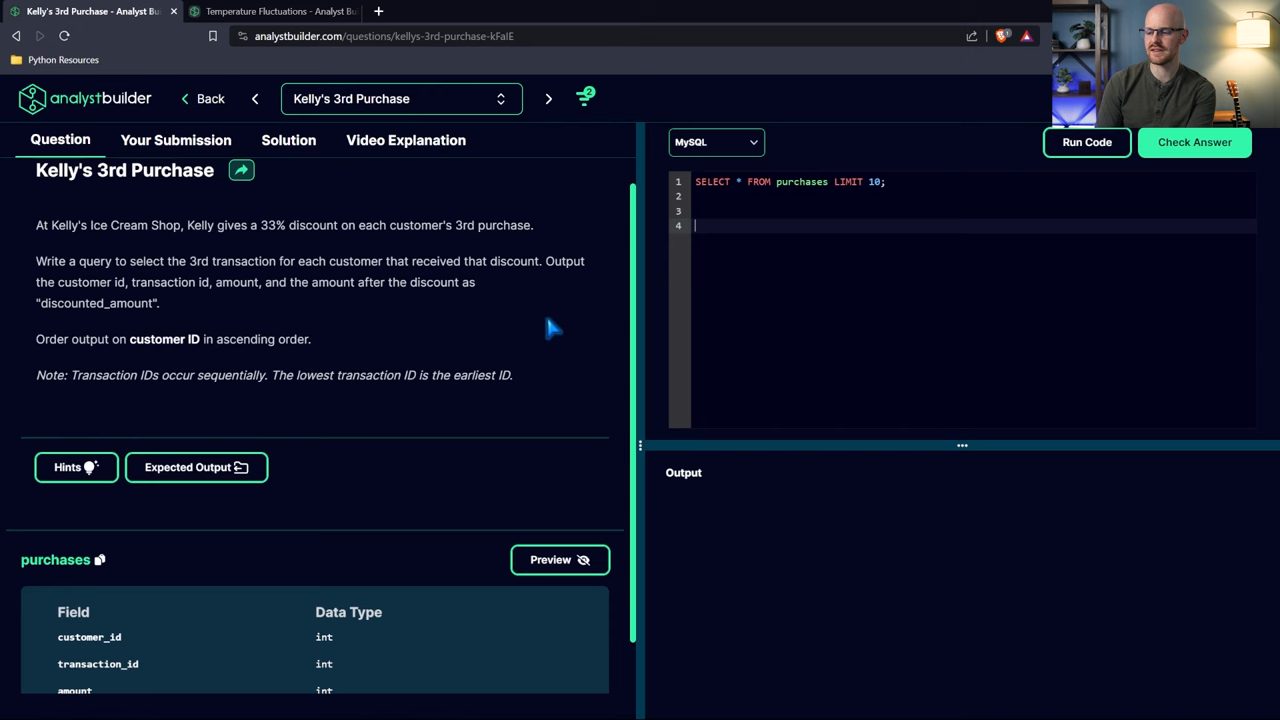 Kelly's 3rd Purchase - Analyst Bui
Temperature Fluctuations - Analyst Bu
analystbuilder.com/questions/kellys-3rd-purchase-kFaIE
Python Resources
analystbuilder
Back
Kelly's 3rd Purchase
2
Question
Your Submission
Solution
Video Explanation
MySQL
Run Code
Check Answer
Kelly's 3rd Purchase
At Kelly's Ice Cream Shop, Kelly gives a 33% discount on each customer's 3rd purchase.
Write a query to select the 3rd transaction for each customer that received that discount. Output
the customer id, transaction id, amount, and the amount after the discount as
"discounted_amount".
Order output on customer ID in ascending order.
Note: Transaction IDs occur sequentially. The lowest transaction ID is the earliest ID.
Hints
Expected Output
purchases
Preview
Field Data Type
customer_id int
transaction_id int
amount int
1 SELECT * FROM purchases LIMIT 10;
2
3
4
Output